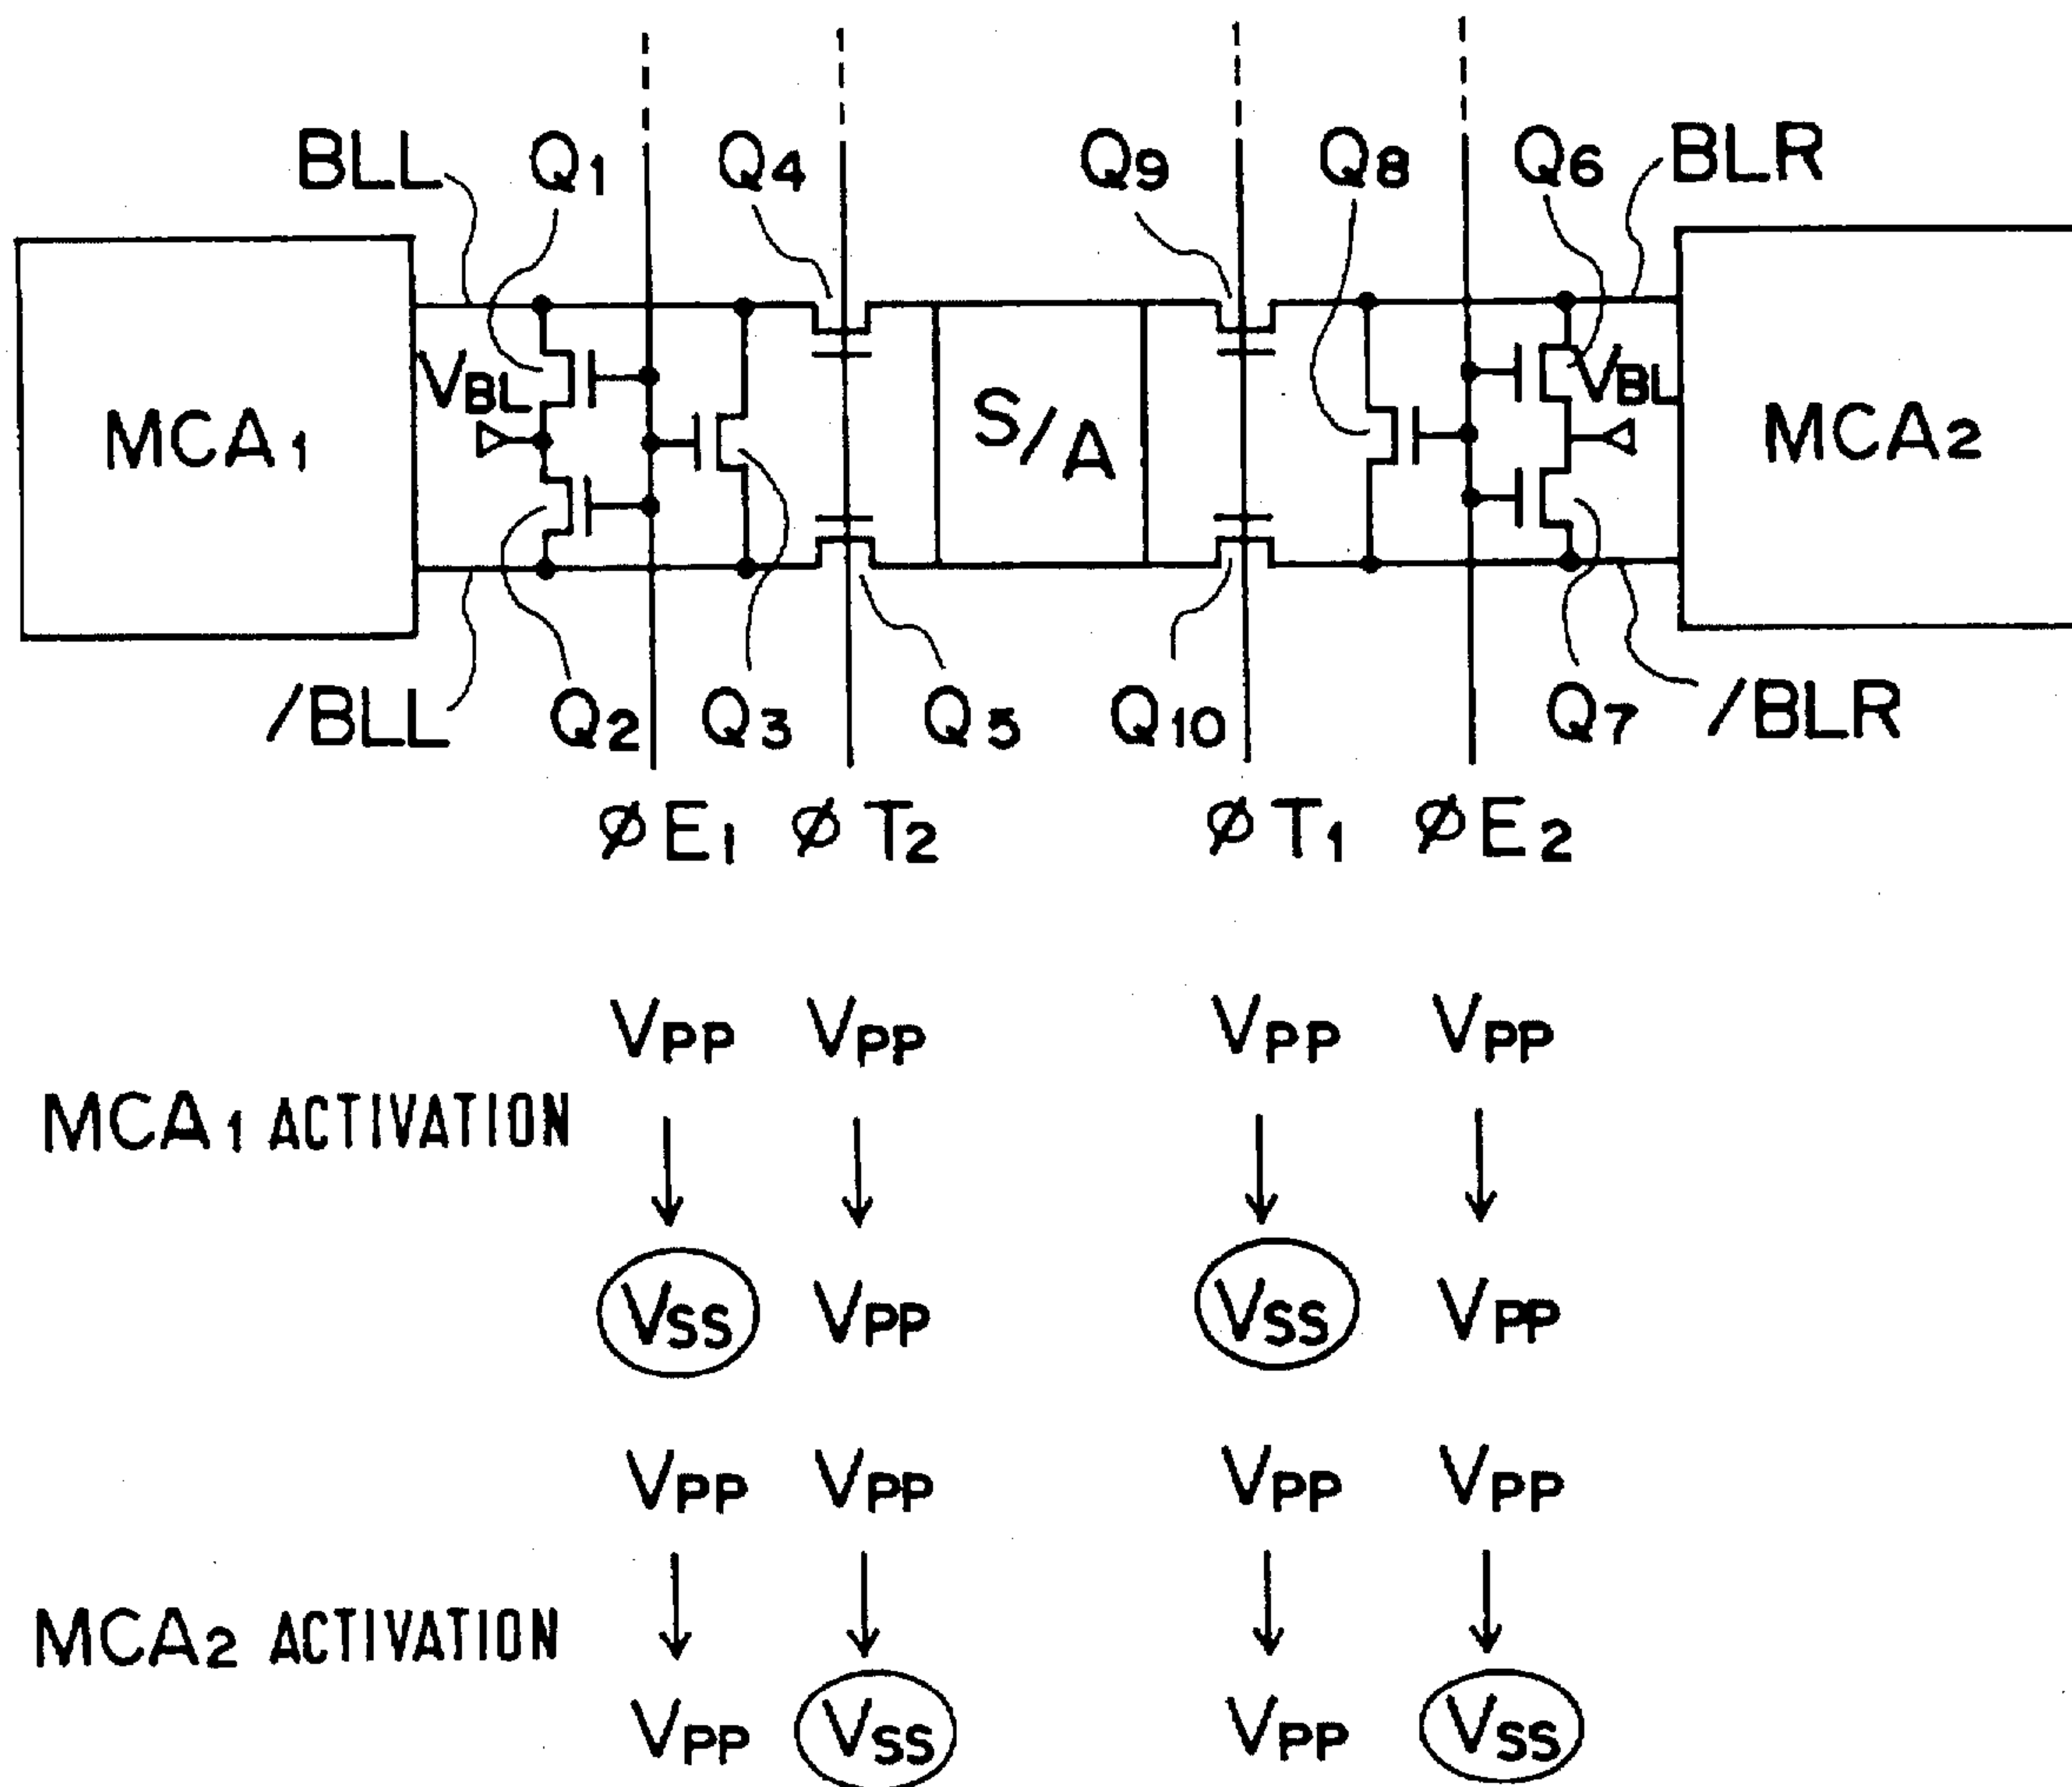 BLL Q1 Q4 Q9 Q8 Q6 BLR
VBL VBL
MCA1 S/A MCA2
/BLL Q2 Q3 Q5 Q10 Q7 /BLR
øE1 øT2 øT1 øE2
VPP VPP VPP VPP
MCA1 ACTIVATION
VSS VPP VSS VPP
VPP VPP VPP VPP
MCA2 ACTIVATION
VPP VSS VPP VSS